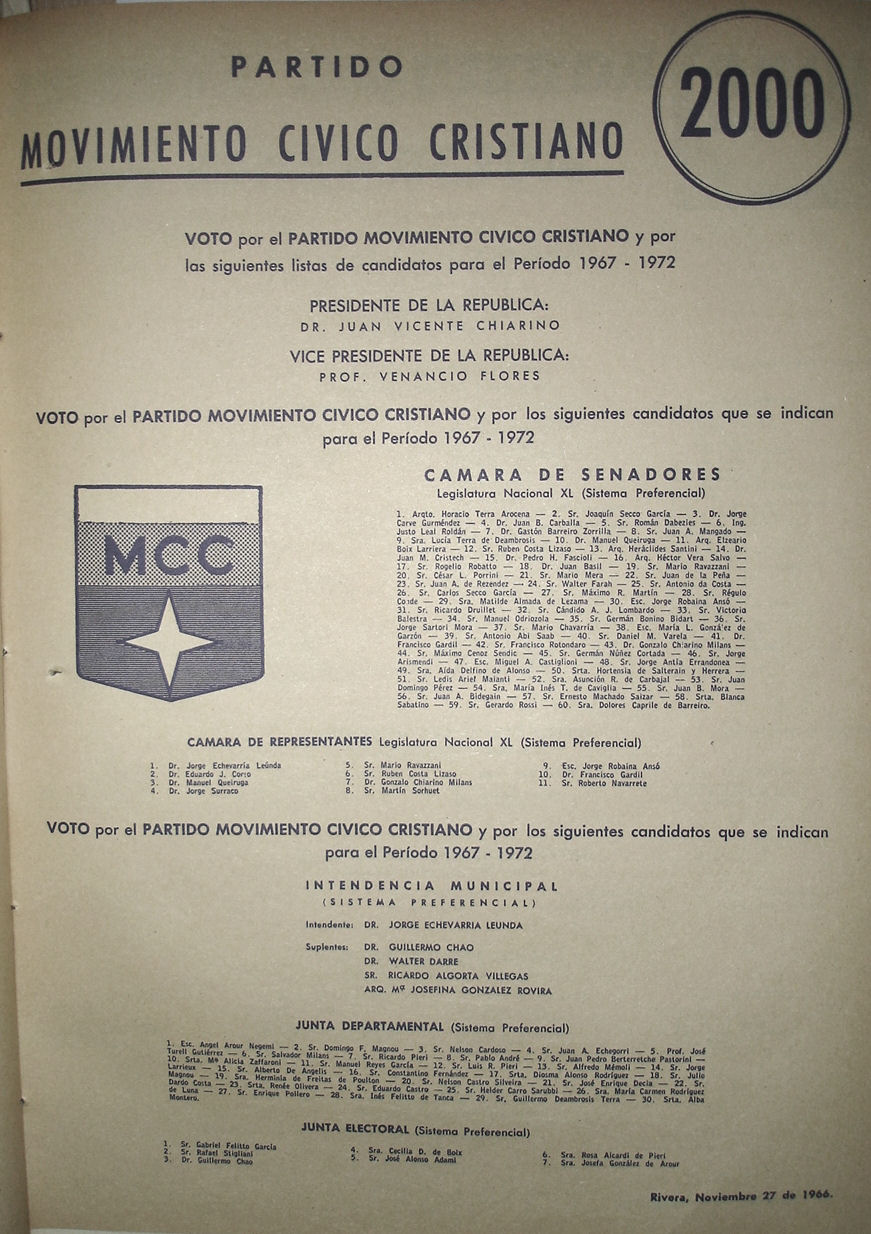 PARTIDO
MOVIMIENTO CIVICO CRISTIANO
2000
VOTO por el PARTIDO MOVIMIENTO CIVICO CRISTIANO y por
las siguientes listas de candidatos para el Período 1967 - 1972
PRESIDENTE DE LA REPUBLICA:
DR. JUAN VICENTE CHIARINO
VICE PRESIDENTE DE LA REPUBLICA:
PROF. VENANCIO FLORES
VOTO por el PARTIDO MOVIMIENTO CIVICO CRISTIANO y por los siguientes candidatos que se indican
para el Período 1967 - 1972
MCC
CAMARA DE SENADORES
Legislatura Nacional XL (Sistema Preferencial)
1. Arqto. Horacio Terra Arocena — 2. Sr. Joaquín Secco García — 3. Dr. Jorge
Carve Gurméndez — 4. Dr. Juan B. Carballa — 5. Sr. Román Dabezies — 6. Ing.
Justo Leal Roldán — 7. Dr. Gastón Barreiro Zorrilla — 8. Sr. Juan A. Mangado —
9. Sra. Lucía Terra de Deambrosis — 10. Dr. Manuel Queiruga — 11. Arq. Elzeario
Boix Larriera — 12. Sr. Ruben Costa Lizaso — 13. Arq. Heráclides Santini — 14. Dr.
Juan M. Cristech — 15. Dr. Pedro H. Fascioli — 16. Arq. Héctor Vera Salvo —
17. Sr. Rogelio Robatto — 18. Dr. Juan Basil — 19. Sr. Mario Ravazzani —
20. Sr. César L. Porrini — 21. Sr. Mario Mera — 22. Sr. Juan de la Peña —
23. Sr. Juan A. de Rezendez — 24. Sr. Walter Farah — 25. Sr. Antonio da Costa —
26. Sr. Carlos Secco García — 27. Sr. Máximo R. Martín — 28. Sr. Régulo
Conde — 29. Sra. Matilde Almada de Lezama — 30. Esc. Jorge Robaina Ansó —
31. Sr. Ricardo Druillet — 32. Sr. Cándido A. J. Lombardo — 33. Sr. Victorio
Balestra — 34. Sr. Manuel Odriozola — 35. Sr. Germán Bonino Bidart — 36. Sr.
Jorge Sartori Mora — 37. Sr. Mario Chavarría — 38. Esc. María L. González de
Garzón — 39. Sr. Antonio Abi Saab — 40. Sr. Daniel M. Varela — 41. Dr.
Francisco Gardil — 42. Sr. Francisco Rotondaro — 43. Dr. Gonzalo Chiarino Milans —
44. Sr. Máximo Cenoz Sendic — 45. Sr. Germán Núñez Cortada — 46. Sr. Jorge
Arismendi — 47. Esc. Miguel A. Castiglioni — 48. Sr. Jorge Antía Errandonea —
49. Sra. Aída Delfino de Alonso — 50. Srta. Hortensia de Salterain y Herrera —
51. Sr. Ledis Arief Maianti — 52. Sra. Asunción R. de Carbajal — 53. Sr. Juan
Domingo Pérez — 54. Sra. María Inés T. de Caviglia — 55. Sr. Juan B. Mora —
56. Sr. Juan A. Bidegain — 57. Sr. Ernesto Machado Saizar — 58. Srta. Blanca
Sabatino — 59. Sr. Gerardo Rossi — 60. Sra. Dolores Caprile de Barreiro.
CAMARA DE REPRESENTANTES Legislatura Nacional XL (Sistema Preferencial)
1. Dr. Jorge Echevarría Leúnda
2. Dr. Eduardo J. Corso
3. Dr. Manuel Queiruga
4. Dr. Jorge Surraco
5. Sr. Mario Ravazzani
6. Sr. Ruben Costa Lizaso
7. Dr. Gonzalo Chiarino Milans
8. Sr. Martín Sorhuet
9. Esc. Jorge Robaina Ansó
10. Dr. Francisco Gardil
11. Sr. Roberto Navarrete
VOTO por el PARTIDO MOVIMIENTO CIVICO CRISTIANO y por los siguientes candidatos que se indican
para el Período 1967 - 1972
INTENDENCIA MUNICIPAL
(SISTEMA PREFERENCIAL)
Intendente: DR. JORGE ECHEVARRIA LEUNDA
Suplentes: DR. GUILLERMO CHAO
DR. WALTER DARRE
SR. RICARDO ALGORTA VILLEGAS
ARQ. Mª JOSEFINA GONZALEZ ROVIRA
JUNTA DEPARTAMENTAL (Sistema Preferencial)
1. Esc. Angel Arour Negemi — 2. Sr. Domingo F. Magnou — 3. Sr. Nelson Cardoso — 4. Sr. Juan A. Echegorri — 5. Prof. José
Turell Gutiérrez — 6. Sr. Salvador Milans — 7. Sr. Ricardo Pieri — 8. Sr. Pablo André — 9. Sr. Juan Pedro Berterretche Pastorini —
10. Srta. Mª Alicia Zaffaroni — 11. Sr. Manuel Reyes García — 12. Sr. Luis R. Pieri — 13. Sr. Alfredo Mémoli — 14. Sr. Jorge
Larrieux — 15. Sr. Alberto De Angelis — 16. Sr. Constantino Fernández — 17. Srta. Diosma Alonso Rodríguez — 18. Sr. Julio
Magnou — 19. Sra. Herminia de Freitas de Poulton — 20. Sr. Nelson Castro Silveira — 21. Sr. José Enrique Decia — 22. Sr.
Dardo Costa — 23. Srta. Renée Olivera — 24. Sr. Eduardo Castro — 25. Sr. Helder Carro Sarubbi — 26. Sra. María Carmen Rodríguez
de Luna — 27. Sr. Enrique Pollero — 28. Sra. Inés Felitto de Tanca — 29. Sr. Guillermo Deambrosis Terra — 30. Srta. Alba
Montero.
JUNTA ELECTORAL (Sistema Preferencial)
1. Sr. Gabriel Felitto García
2. Sr. Rafael Stigliani
3. Dr. Guillermo Chao
4. Sra. Cecilia D. de Boix
5. Sr. José Alonso Adami
6. Sra. Rosa Alcardi de Pieri
7. Sra. Josefa González de Arour
Rivera, Noviembre 27 de 1966.